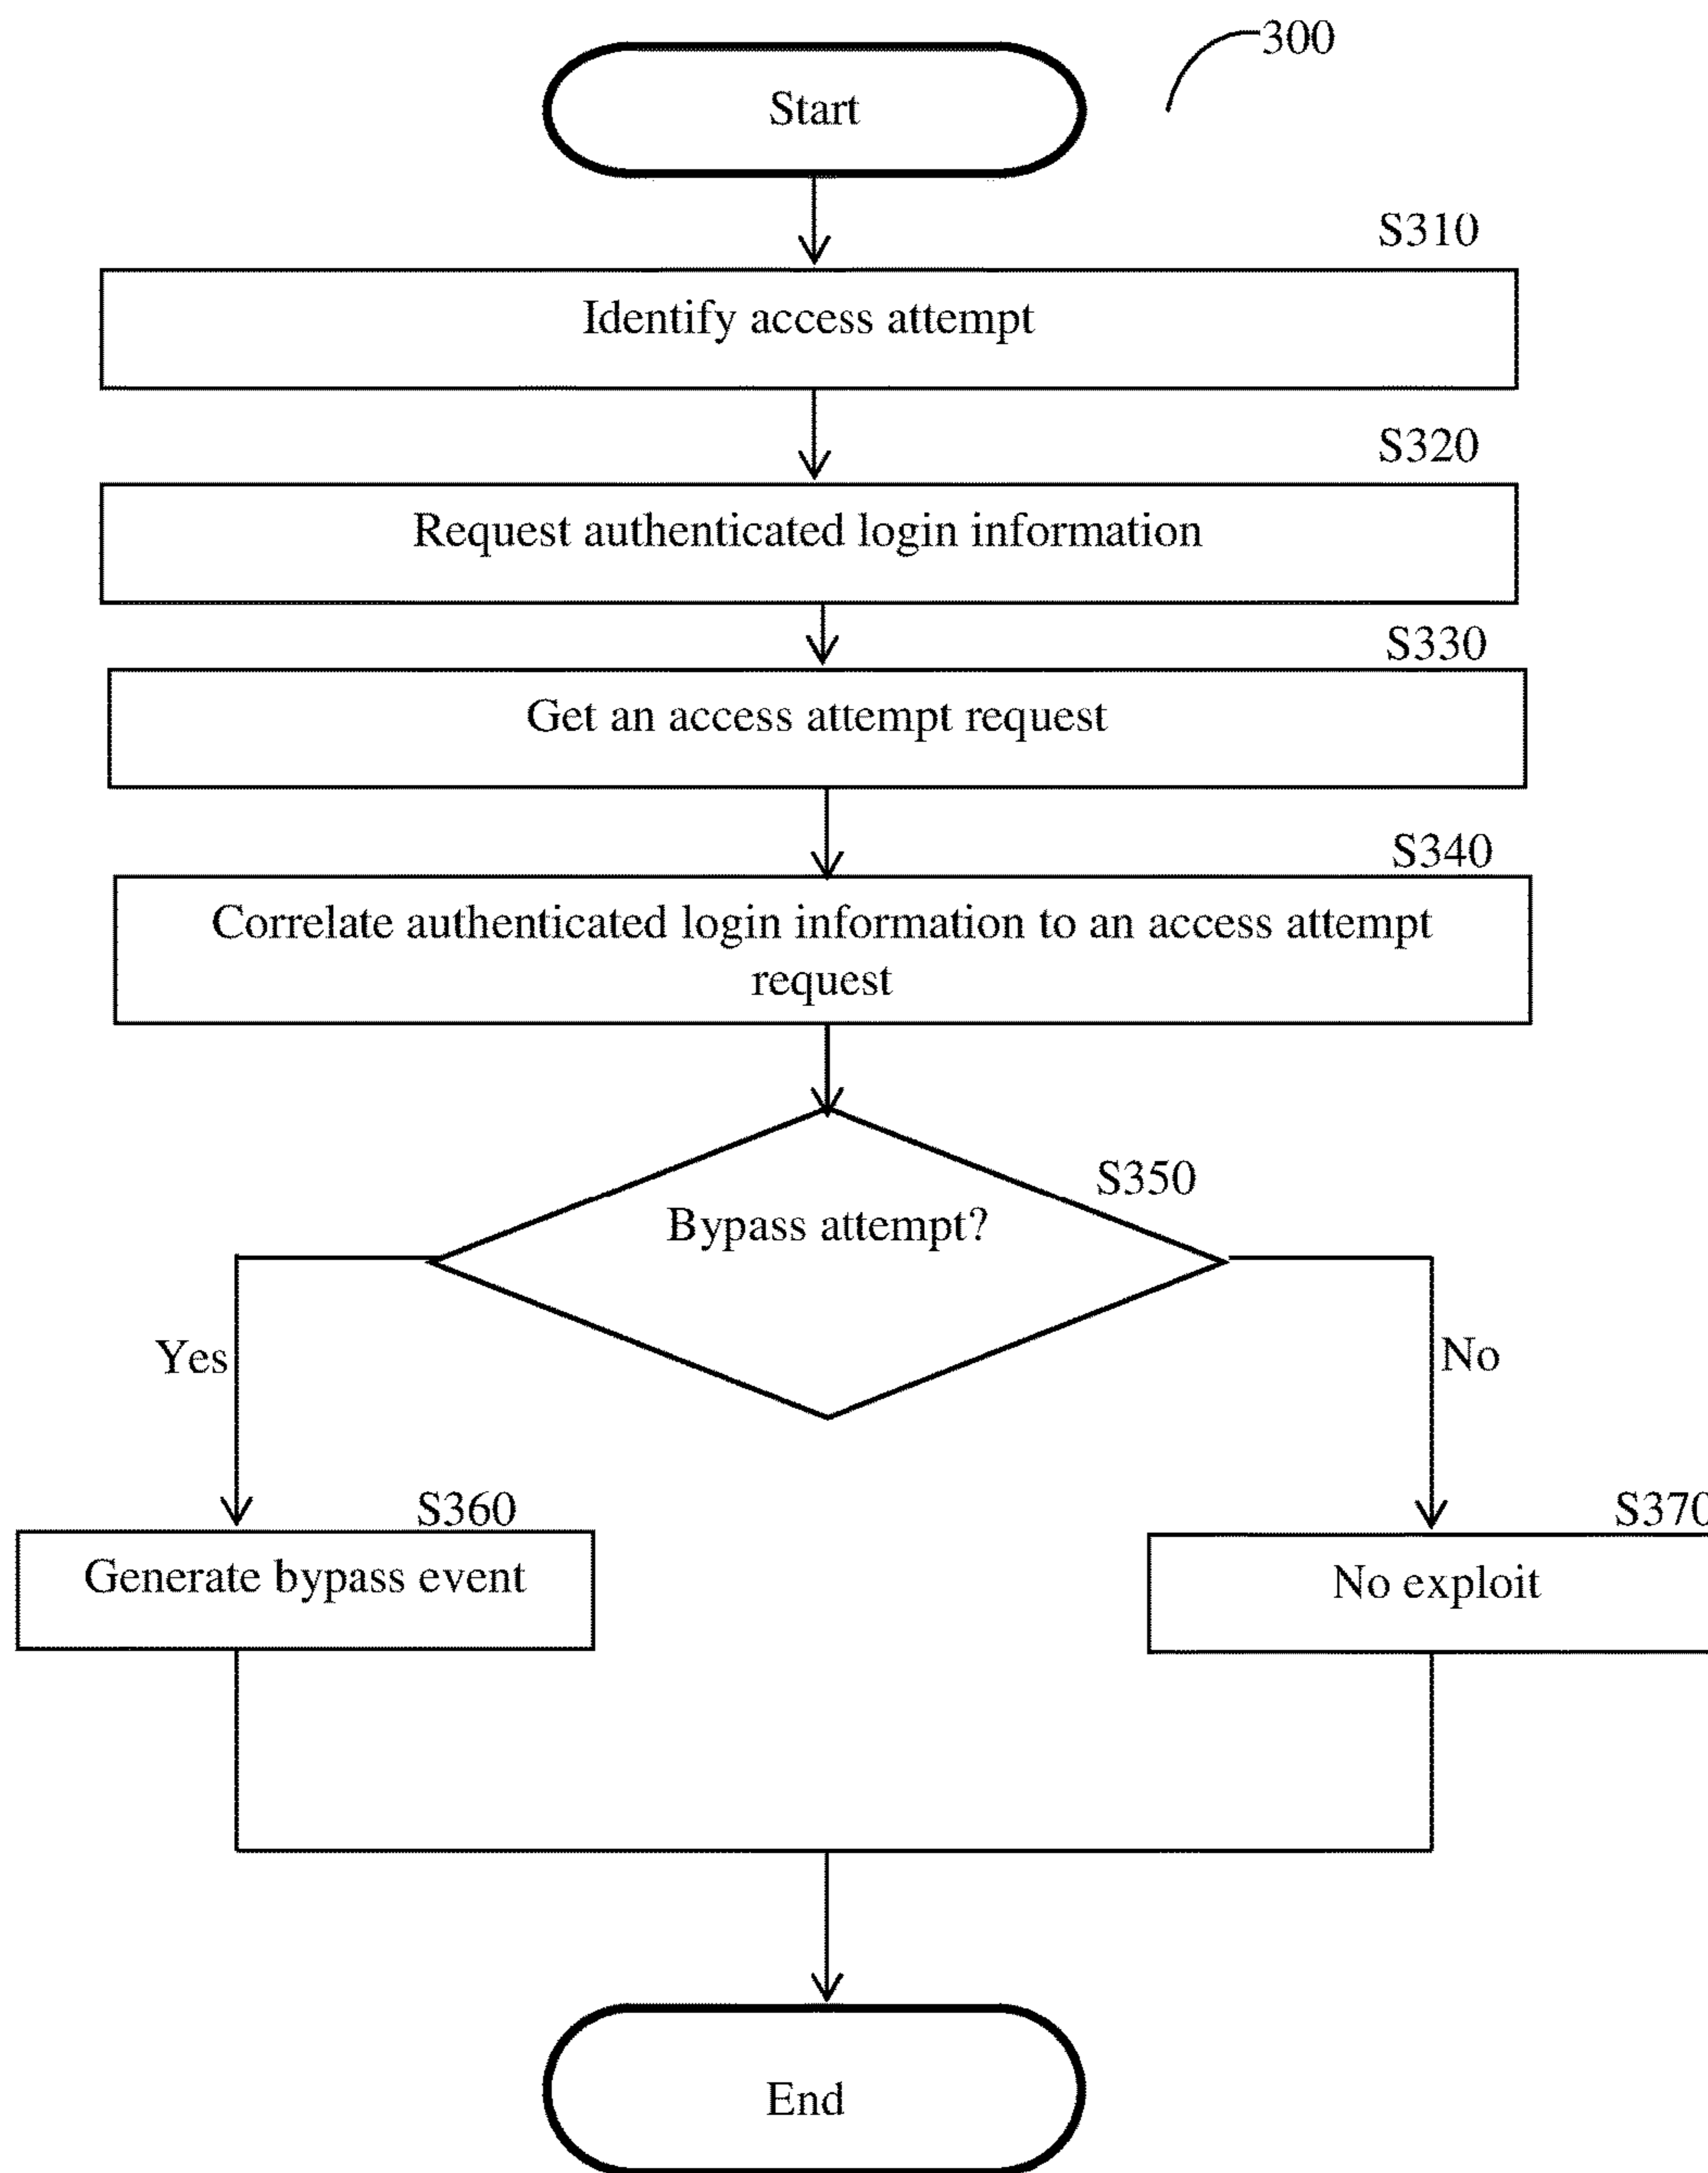 300
Start
S310
Identify access attempt
S320
Request authenticated login information
S330
Get an access attempt request
S340
Correlate authenticated login information to an access attempt
request
S350
Bypass attempt?
Yes
No
S360
S370
Generate bypass event
No exploit
End